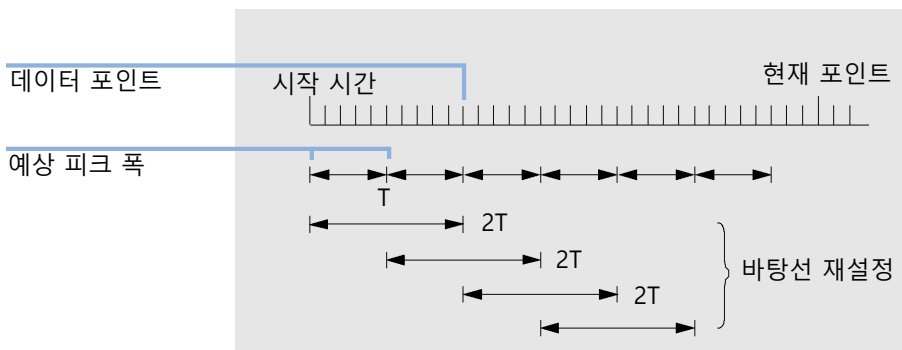 데이터 포인트
시작 시간
현재 포인트
예상 피크 폭
T
2T
2T
바탕선 재설정
2T